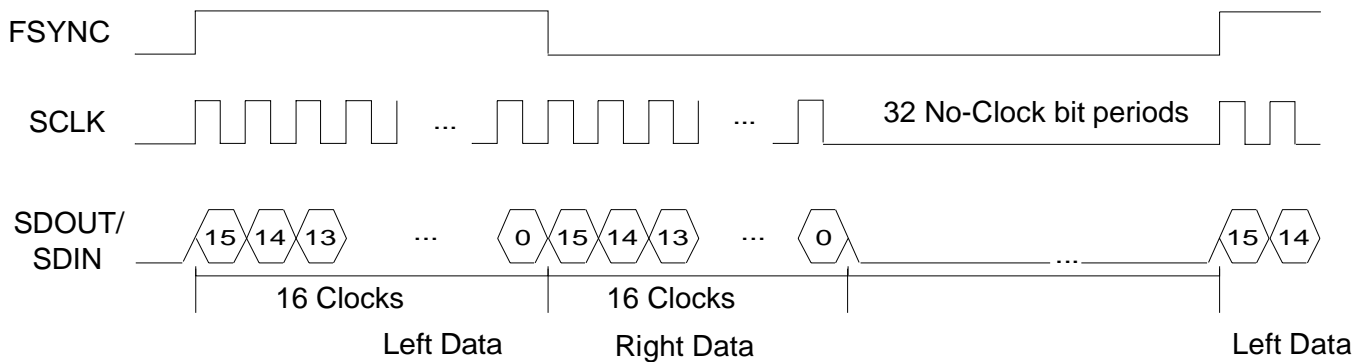 FSYNC
SCLK
... ... 32 No-Clock bit periods
SDOUT/
SDIN
15 14 13 ... 0 15 14 13 ... 0 ... 15 14
16 Clocks 16 Clocks
Left Data Right Data Left Data